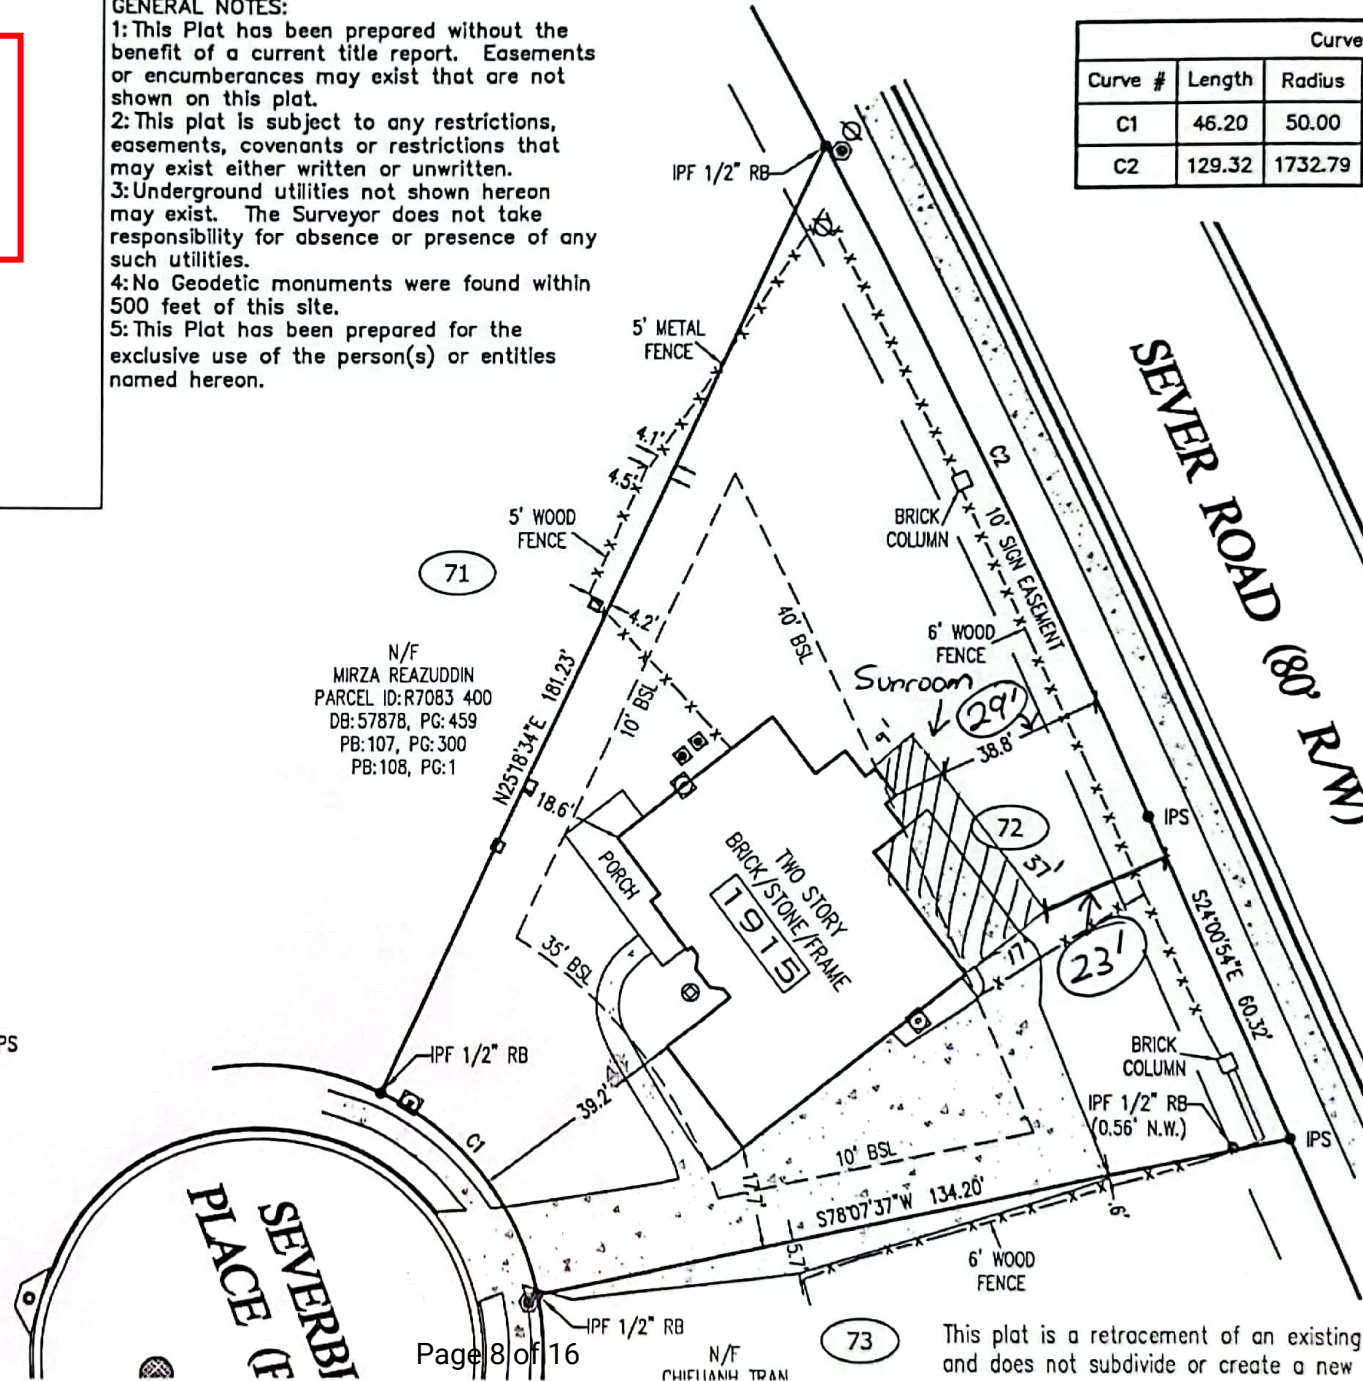 GENERAL NOTES:
1: This Plat has been prepared without the
benefit of a current title report. Easements
or encumberances may exist that are not
shown on this plat.
2: This plat is subject to any restrictions,
easements, covenants or restrictions that
may exist either written or unwritten.
3: Underground utilities not shown hereon
may exist. The Surveyor does not take
responsibility for absence or presence of any
such utilities.
4: No Geodetic monuments were found within
500 feet of this site.
5: This Plat has been prepared for the
exclusive use of the person(s) or entities
named hereon.
Curve
Curve # Length Radius
C1 46.20 50.00
C2 129.32 1732.79
IPF 1/2" RB
5' METAL
FENCE
SEVER ROAD (80' R/W)
C2
4.1'
4.5'
5' WOOD
FENCE
BRICK
COLUMN
10' SIGN EASEMENT
71
4.2'
40' BSL
6' WOOD
FENCE
N/F
MIRZA REAZUDDIN
PARCEL ID: R7083 400
DB: 57878, PG: 459
PB: 107, PG: 300
PB: 108, PG: 1
N25°18'34"E 181.23'
10' BSL
Sunroom
29'
9'
38.8'
18.6'
72
IPS
PORCH
TWO STORY
BRICK/STONE/FRAME
1915
37'
S24°00'54"E 60.32'
35' BSL
17'
23'
PS
IPF 1/2" RB
BRICK
COLUMN
39.2'
IPF 1/2" RB
(0.56' N.W.)
IPS
C1
10' BSL
17.7'
S78°07'37"W 134.20'
.6'
5.7'
6' WOOD
FENCE
SEVERB
PLACE (
IPF 1/2" RB
Page 8 of 16
N/F
CHIEUANH TRAN
73
This plat is a retracement of an existing
and does not subdivide or create a new